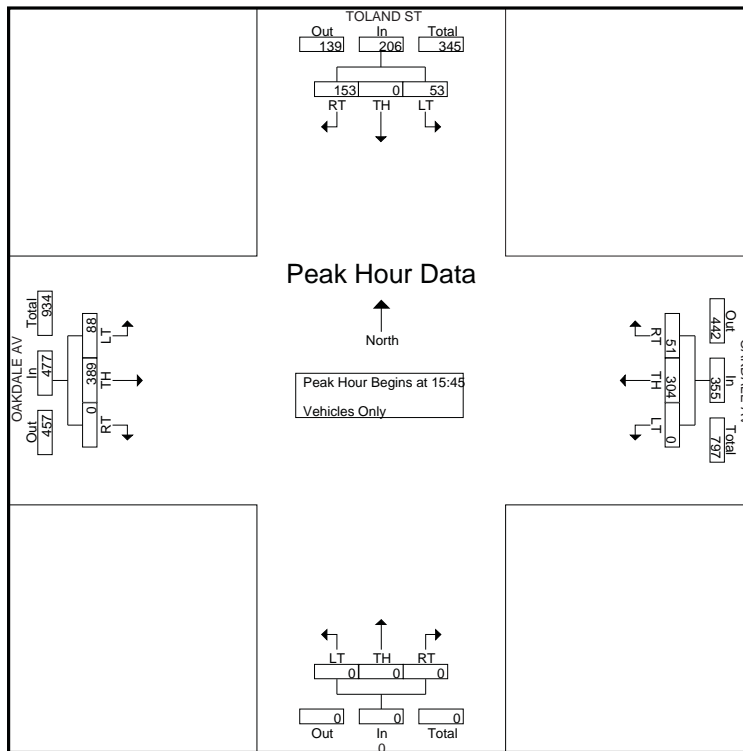 TOLAND ST
Out In Total
139 206 345
153 0 53
RT TH LT
Peak Hour Data
North
Peak Hour Begins at 15:45
Vehicles Only
OAKDALE AV
Total In Out
934 477 457
88 389 0
LT TH RT
Out In Total
442 355 797
51 304 0
RT TH LT
LT TH RT
0 0 0
0 0 0
Out In Total
0